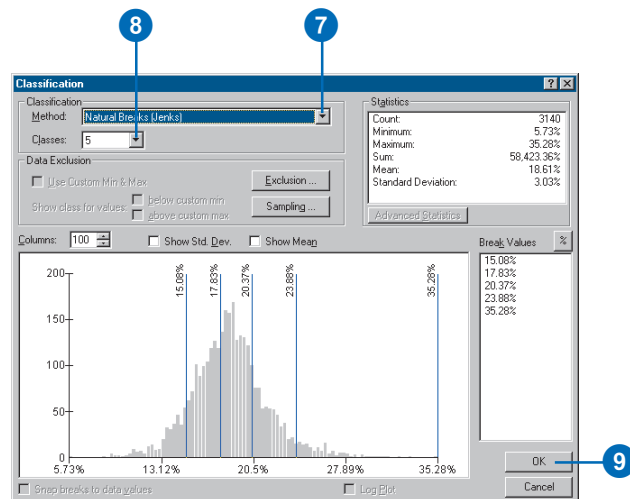 8
7
Classification
Classification
Method: Natural Breaks (Jenks)
Classes: 5
Data Exclusion
Use Custom Min & Max
Show class for values:
below custom min
above custom max
Exclusion ...
Sampling ...
Statistics
Count: 3140
Minimum: 5.73%
Maximum: 35.28%
Sum: 58,423.36%
Mean: 18.61%
Standard Deviation: 3.03%
Advanced Statistics
Columns: 100
Show Std. Dev.
Show Mean
Break Values
%
15.08%
17.83%
20.37%
23.88%
35.28%
15.08%
17.83%
20.37%
23.88%
35.28%
200
150
100
50
0
5.73%
13.12%
20.5%
27.89%
35.28%
OK
9
Snap breaks to data values
Log Plot
Cancel